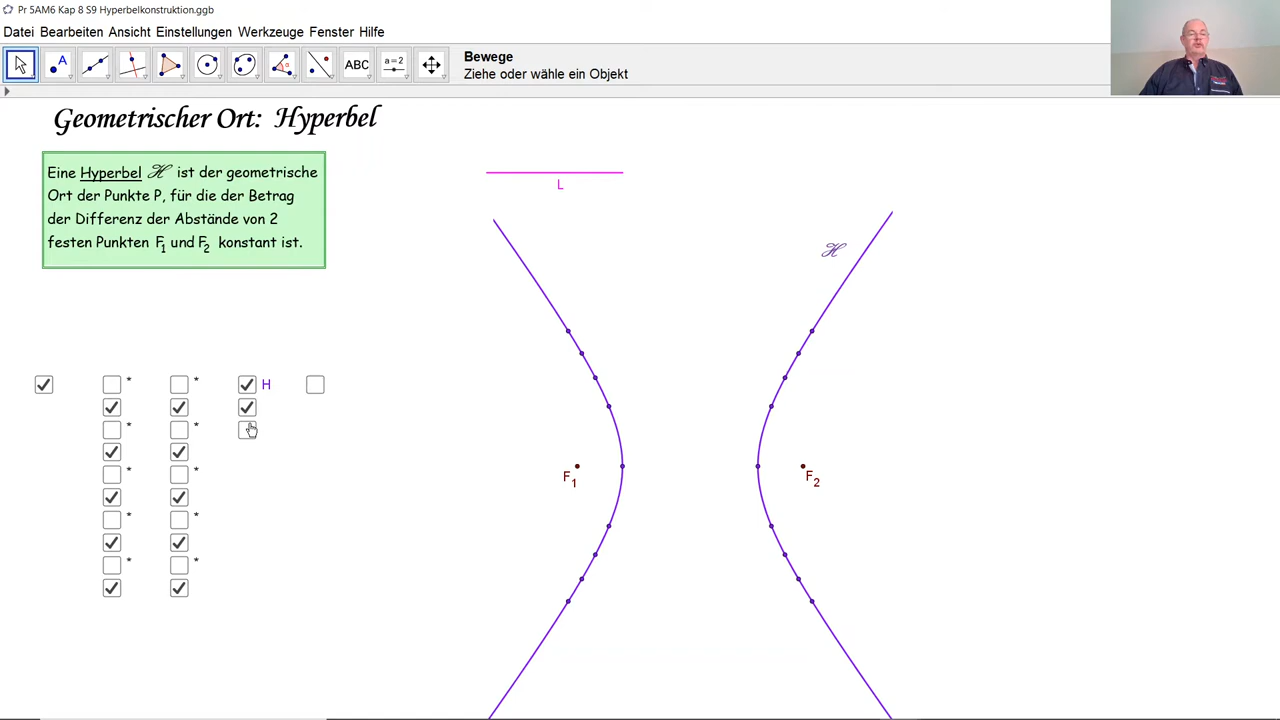 Pr 5AM6 Kap 8 S9 Hyperbelkonstruktion.ggb
Datei Bearbeiten Ansicht Einstellungen Werkzeuge Fenster Hilfe
A
ABC
a=2
Bewege
Ziehe oder wähle ein Objekt
Geometrischer Ort: Hyperbel
Eine Hyperbel ℋ ist der geometrische
Ort der Punkte P, für die der Betrag
der Differenz der Abstände von 2
festen Punkten F₁ und F₂ konstant ist.
L
ℋ
* * H
* *
* *
* *
* *
F₁
F₂